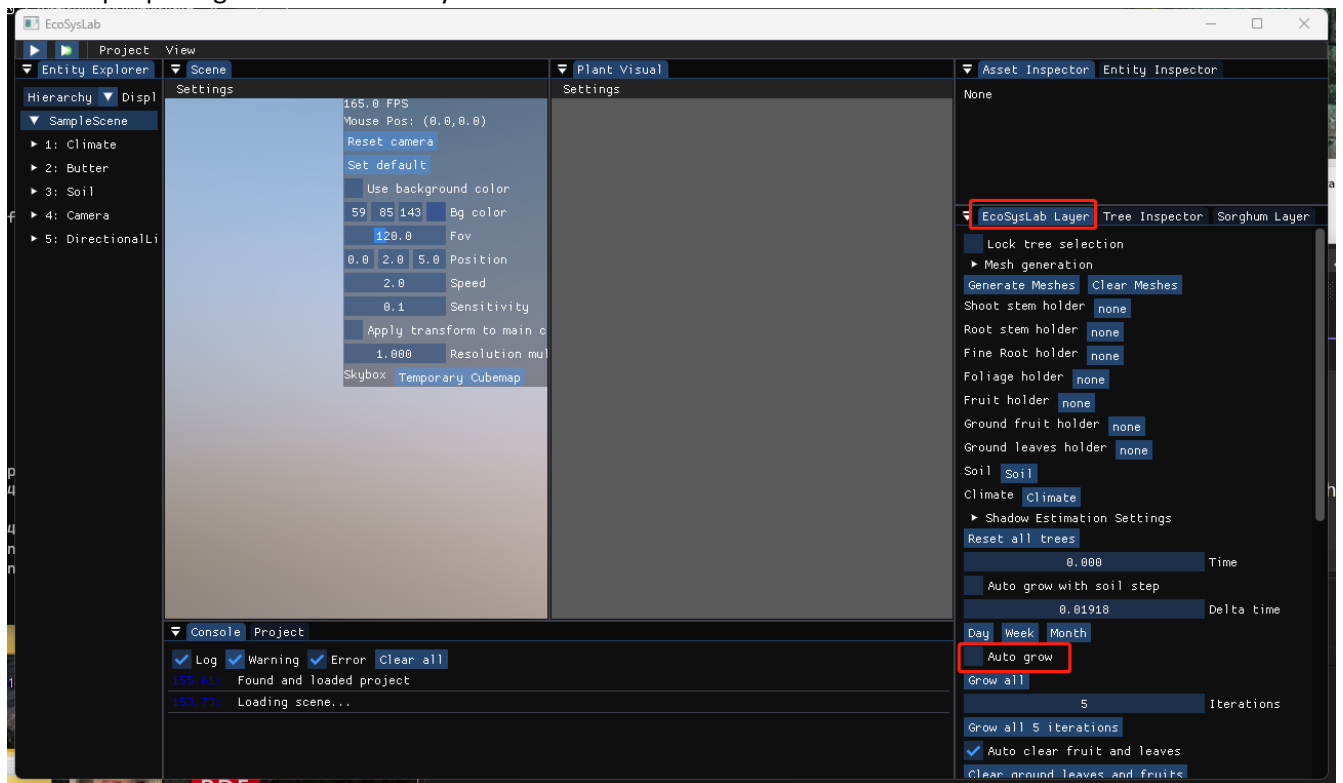 EcoSysLab
Project View
Entity Explorer
Hierarchy Displ
SampleScene
1: Climate
2: Butter
3: Soil
4: Camera
5: DirectionalLi
Scene
Settings
165.0 FPS
Mouse Pos: (0.0,0.0)
Reset camera
Set default
Use background color
59 85 143 Bg color
120.0 Fov
0.0 2.0 5.0 Position
2.0 Speed
0.1 Sensitivity
Apply transform to main c
1.000 Resolution mul
Skybox Temporary Cubemap
Plant Visual
Settings
Console Project
Log Warning Error Clear all
Found and loaded project
Loading scene...
Asset Inspector Entity Inspector
None
EcoSysLab Layer Tree Inspector Sorghum Layer
Lock tree selection
Mesh generation
Generate Meshes Clear Meshes
Shoot stem holder none
Root stem holder none
Fine Root holder none
Foliage holder none
Fruit holder none
Ground fruit holder none
Ground leaves holder none
Soil Soil
Climate Climate
Shadow Estimation Settings
Reset all trees
0.000 Time
Auto grow with soil step
0.01918 Delta time
Day Week Month
Auto grow
Grow all
5 Iterations
Grow all 5 iterations
Auto clear fruit and leaves
Clear ground leaves and fruits